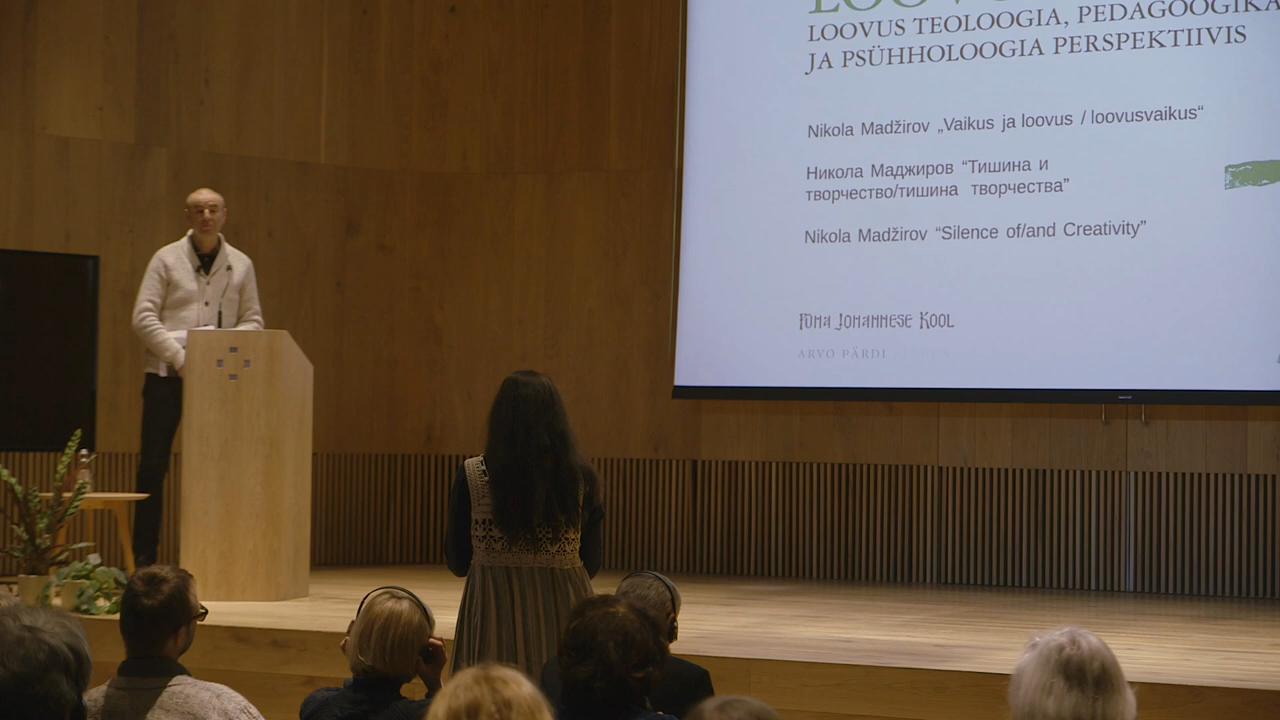 LOOVUS TEOLOOGIA, PEDAGOOGIKA
JA PSÜHHOLOOGIA PERSPEKTIIVIS
Nikola Madžirov „Vaikus ja loovus / loovusvaikus“
Никола Маджиров “Тишина и
творчество/тишина творчества”
Nikola Madžirov “Silence of/and Creativity”
Püha Johannese Kool
ARVO PÄRDI